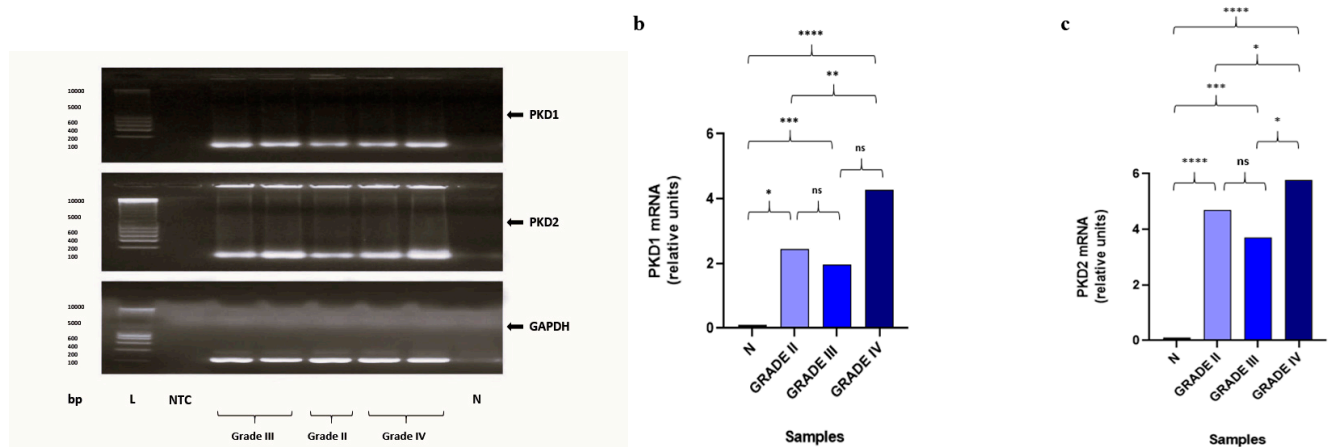 10000
5000
600
400
200
100
PKD1
10000
5000
600
400
200
100
PKD2
10000
5000
600
400
200
100
GAPDH
bp L NTC N
Grade III Grade II Grade IV
b
****
**
***
ns
*
ns
6
4
2
0
PKD1 mRNA
(relative units)
N
GRADE II
GRADE III
GRADE IV
Samples
c
****
*
***
*
****
ns
6
4
2
0
PKD2 mRNA
(relative units)
N
GRADE II
GRADE III
GRADE IV
Samples